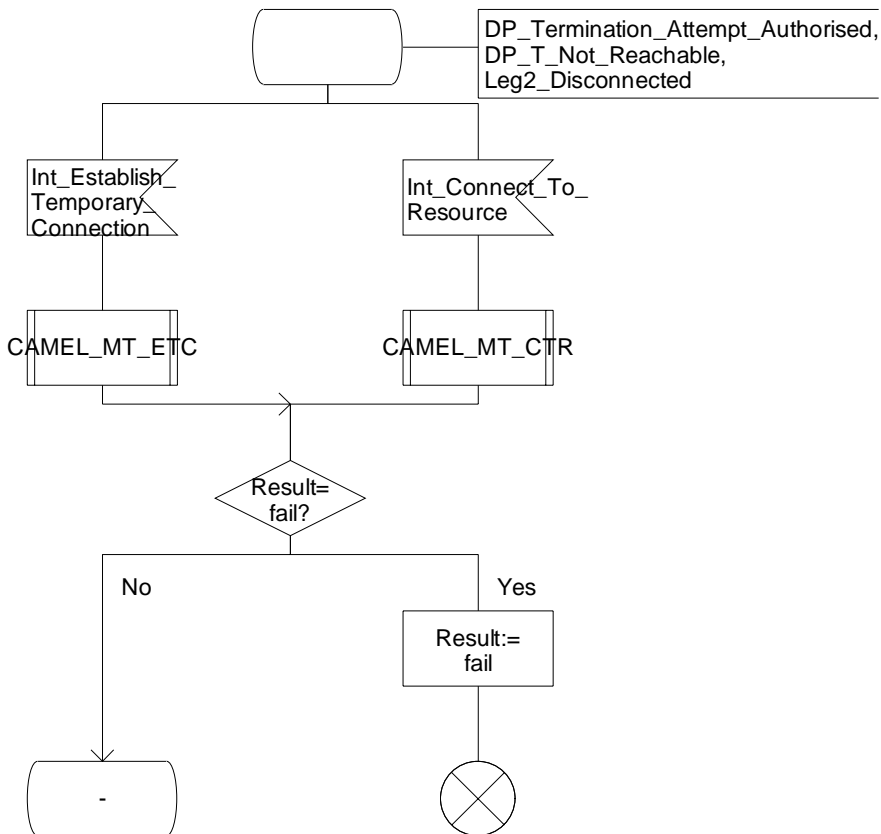 DP_Termination_Attempt_Authorised,
DP_T_Not_Reachable,
Leg2_Disconnected
Int_Establish_
Temporary_
Connection
Int_Connect_To_
Resource
CAMEL_MT_ETC
CAMEL_MT_CTR
Result=
fail?
No
Yes
Result:=
fail
-